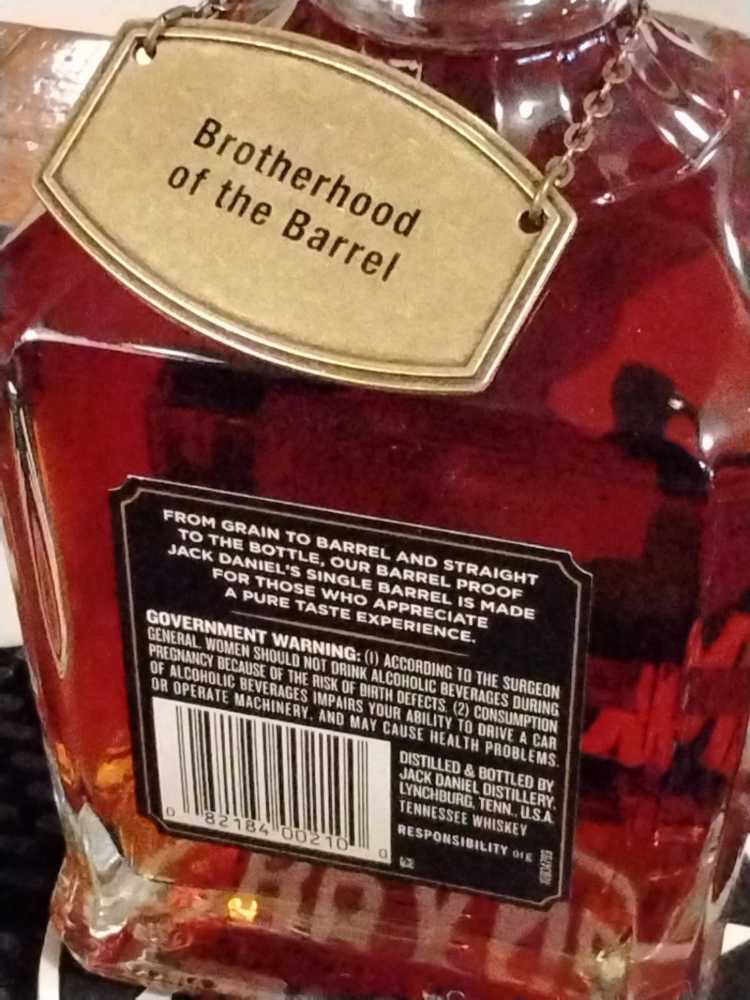 Brotherhood
of the Barrel
FROM GRAIN TO BARREL AND STRAIGHT
TO THE BOTTLE, OUR BARREL PROOF
JACK DANIEL'S SINGLE BARREL IS MADE
FOR THOSE WHO APPRECIATE
A PURE TASTE EXPERIENCE.
GOVERNMENT WARNING: (1) ACCORDING TO THE SURGEON
GENERAL, WOMEN SHOULD NOT DRINK ALCOHOLIC BEVERAGES DURING
PREGNANCY BECAUSE OF THE RISK OF BIRTH DEFECTS. (2) CONSUMPTION
OF ALCOHOLIC BEVERAGES IMPAIRS YOUR ABILITY TO DRIVE A CAR
OR OPERATE MACHINERY, AND MAY CAUSE HEALTH PROBLEMS.
DISTILLED & BOTTLED BY
JACK DANIEL DISTILLERY,
LYNCHBURG, TENN., U.S.A.
TENNESSEE WHISKEY
RESPONSIBILITY.ORG
0 82184 00210 0